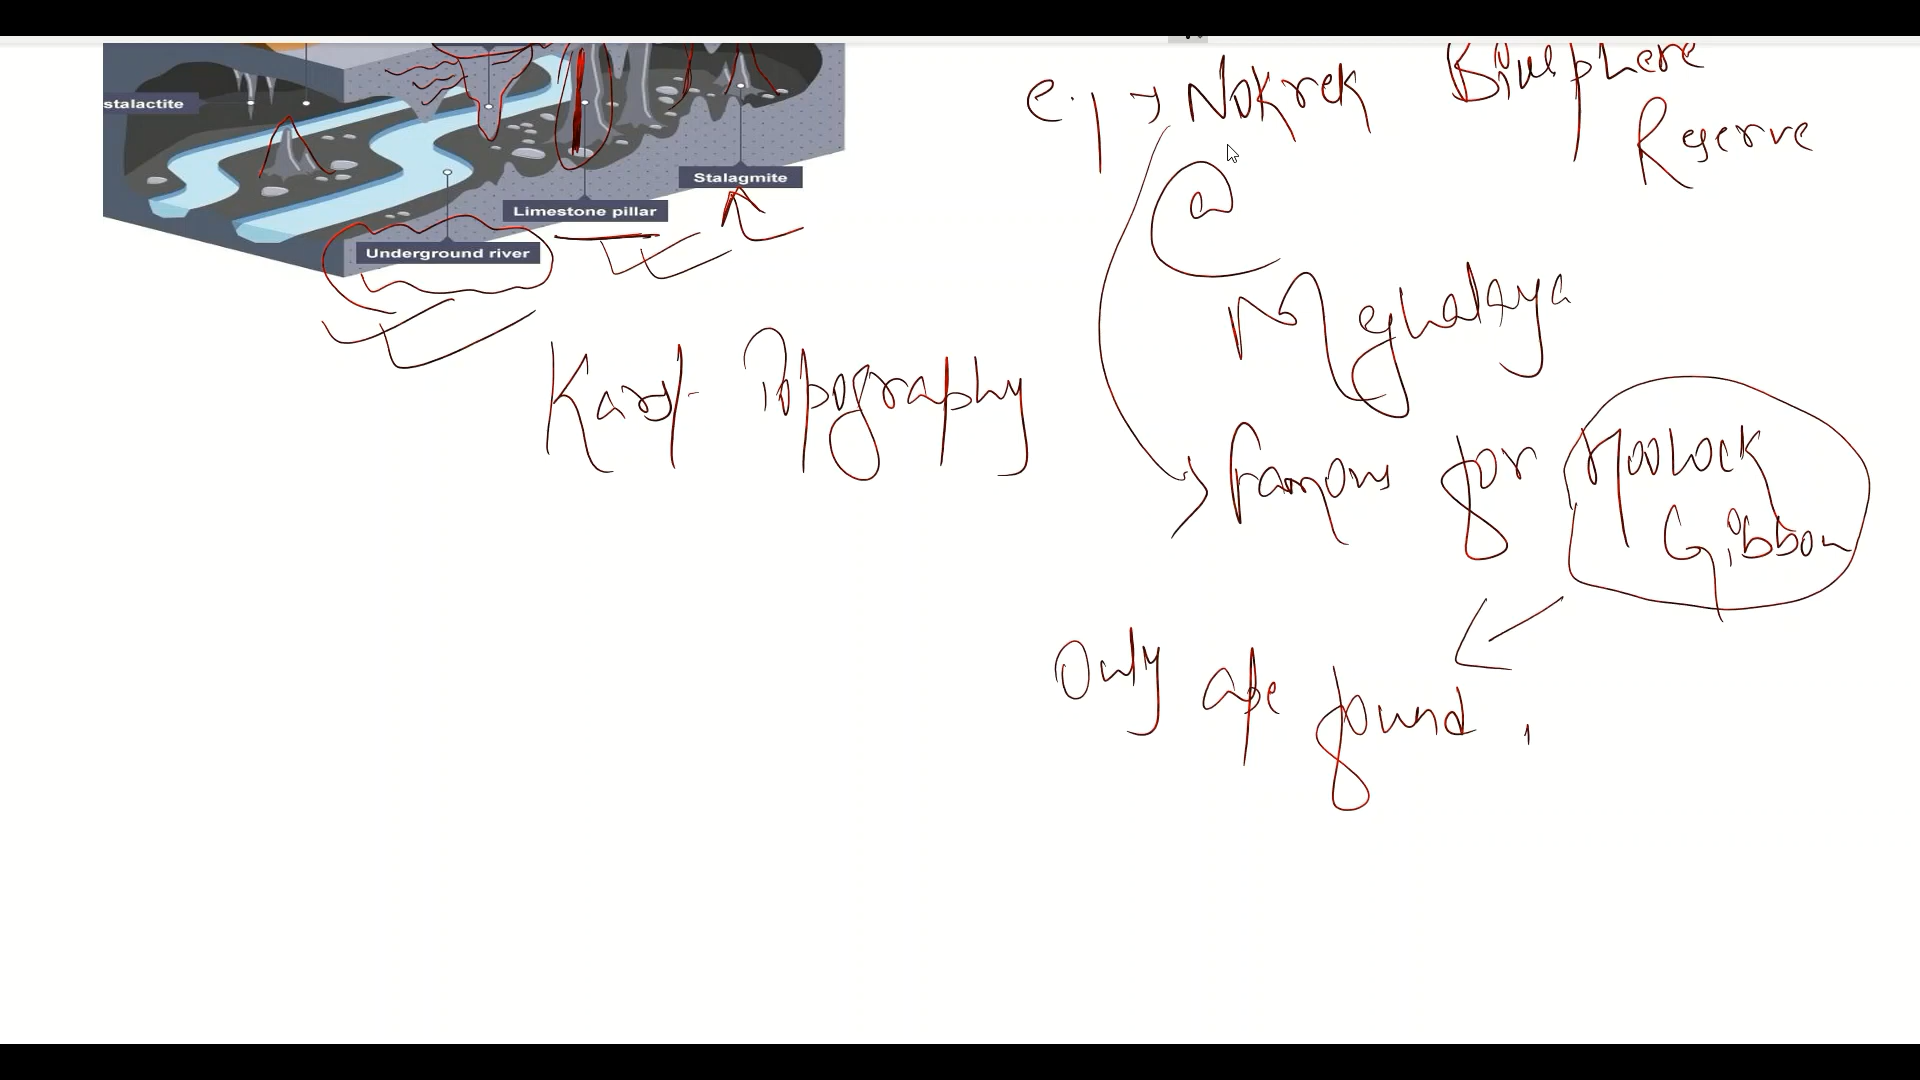 stalactite
Stalagmite
Limestone pillar
Underground river
Karst Topography
e.g → Nokrek Biosphere
Reserve
@
Meghalaya
Famous for Hoolock
Gibbon
Only ape found